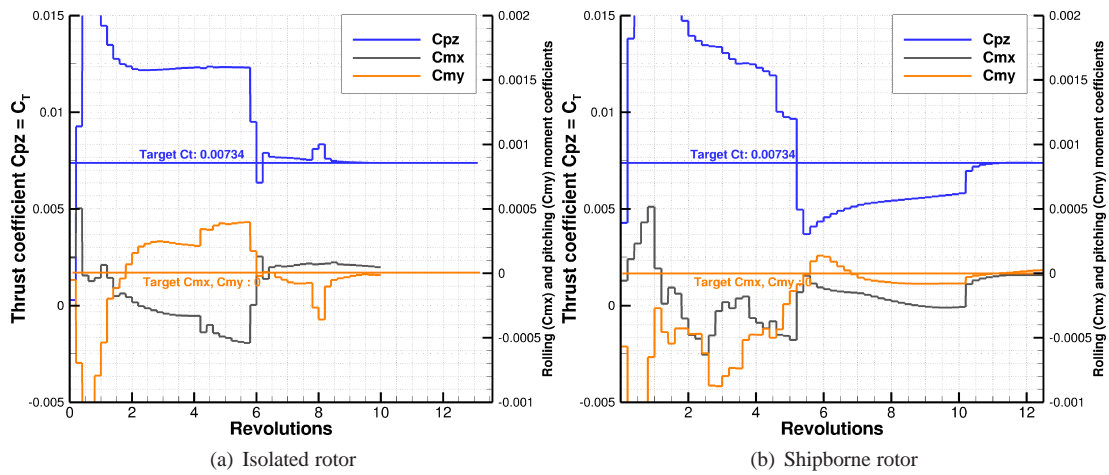 0.015
0.01
0.005
0
-0.005
Thrust coefficient Cpz = C_T
0.002
0.0015
0.001
0.0005
0
-0.0005
-0.001
Rolling (Cmx) and pitching (Cmy) moment coefficients
Cpz
Cmx
Cmy
Target Ct: 0.00734
Target Cmx, Cmy : 0
0 2 4 6 8 10 12
Revolutions
(a) Isolated rotor
0.015
0.01
0.005
0
-0.005
Thrust coefficient Cpz = C_T
0.002
0.0015
0.001
0.0005
0
-0.0005
-0.001
Rolling (Cmx) and pitching (Cmy) moment coefficients
Cpz
Cmx
Cmy
Target Ct: 0.00734
Target Cmx, Cmy : 0
2 4 6 8 10 12
Revolutions
(b) Shipborne rotor